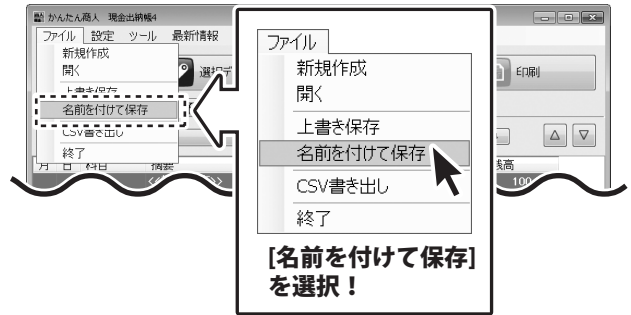 かんたん商人 現金出納帳4
ファイル 設定 ツール 最新情報
新規作成
開く
上書き保存
名前を付けて保存
CSV書き出し
終了
選択デ
印刷
月 日 科目 摘要
残高
100
ファイル
新規作成
開く
上書き保存
名前を付けて保存
CSV書き出し
終了
[名前を付けて保存]
を選択！